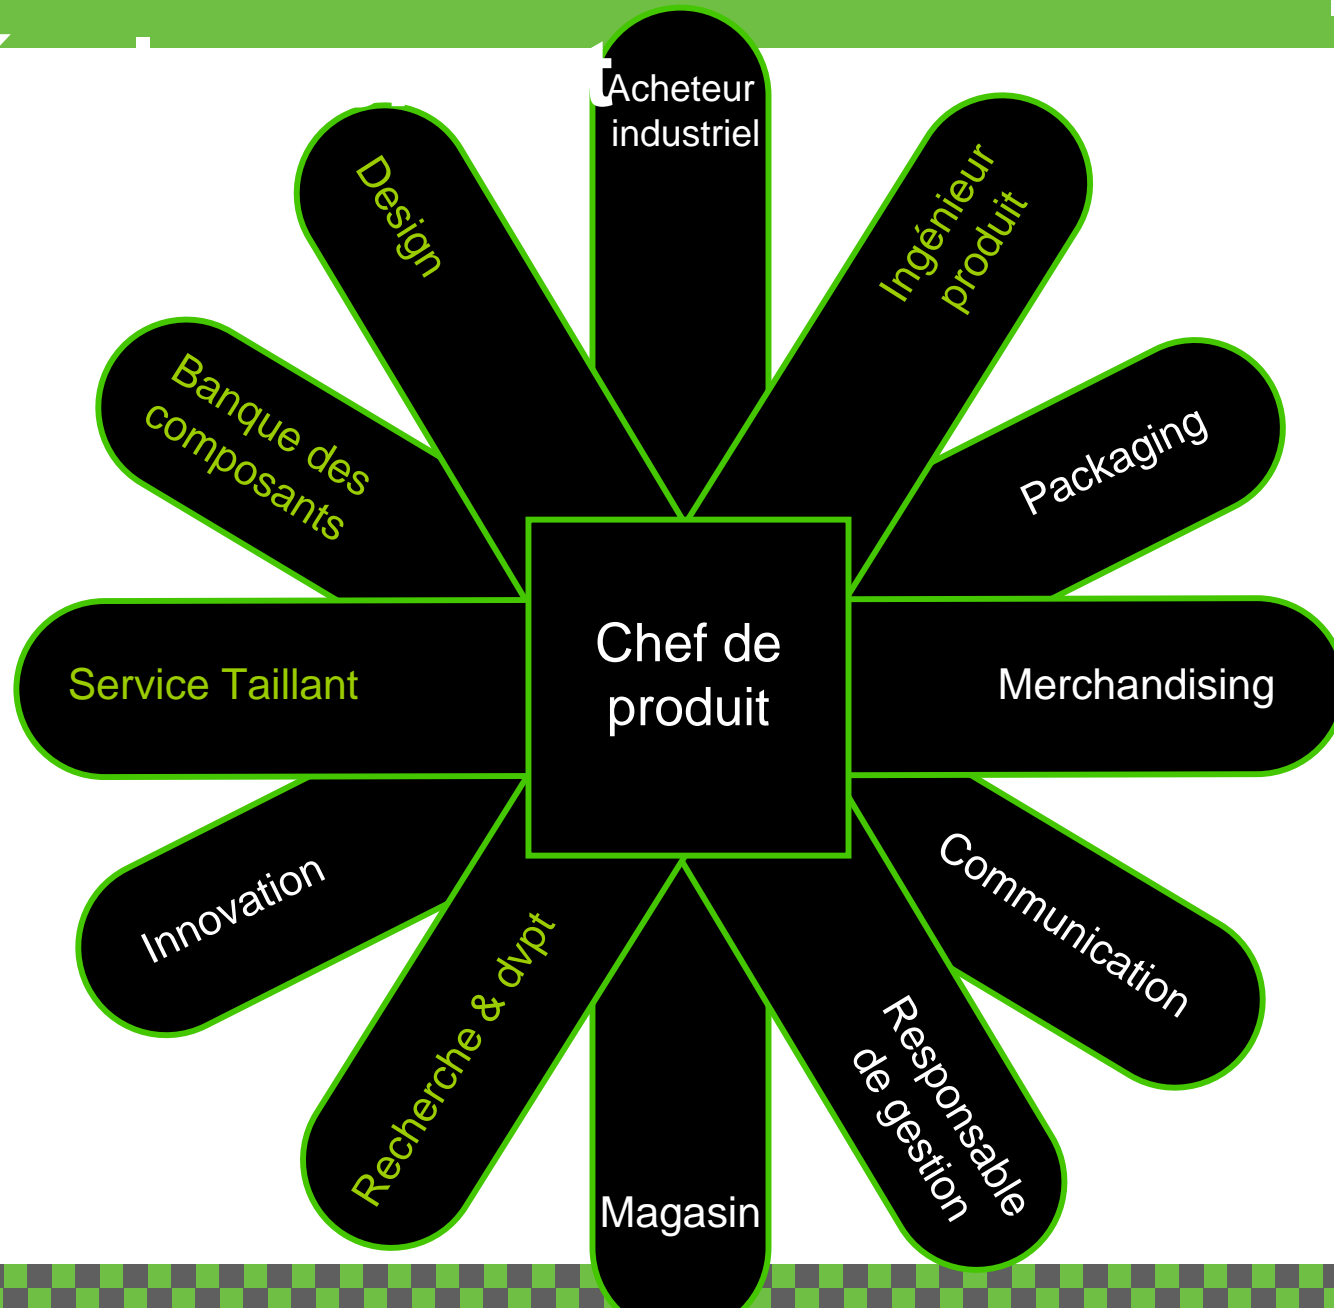 Acheteur
industriel
Design
Ingénieur
produit
Banque des
composants
Packaging
Service Taillant
Chef de
produit
Merchandising
Innovation
Communication
Recherche & dvpt
Responsable
de gestion
Magasin